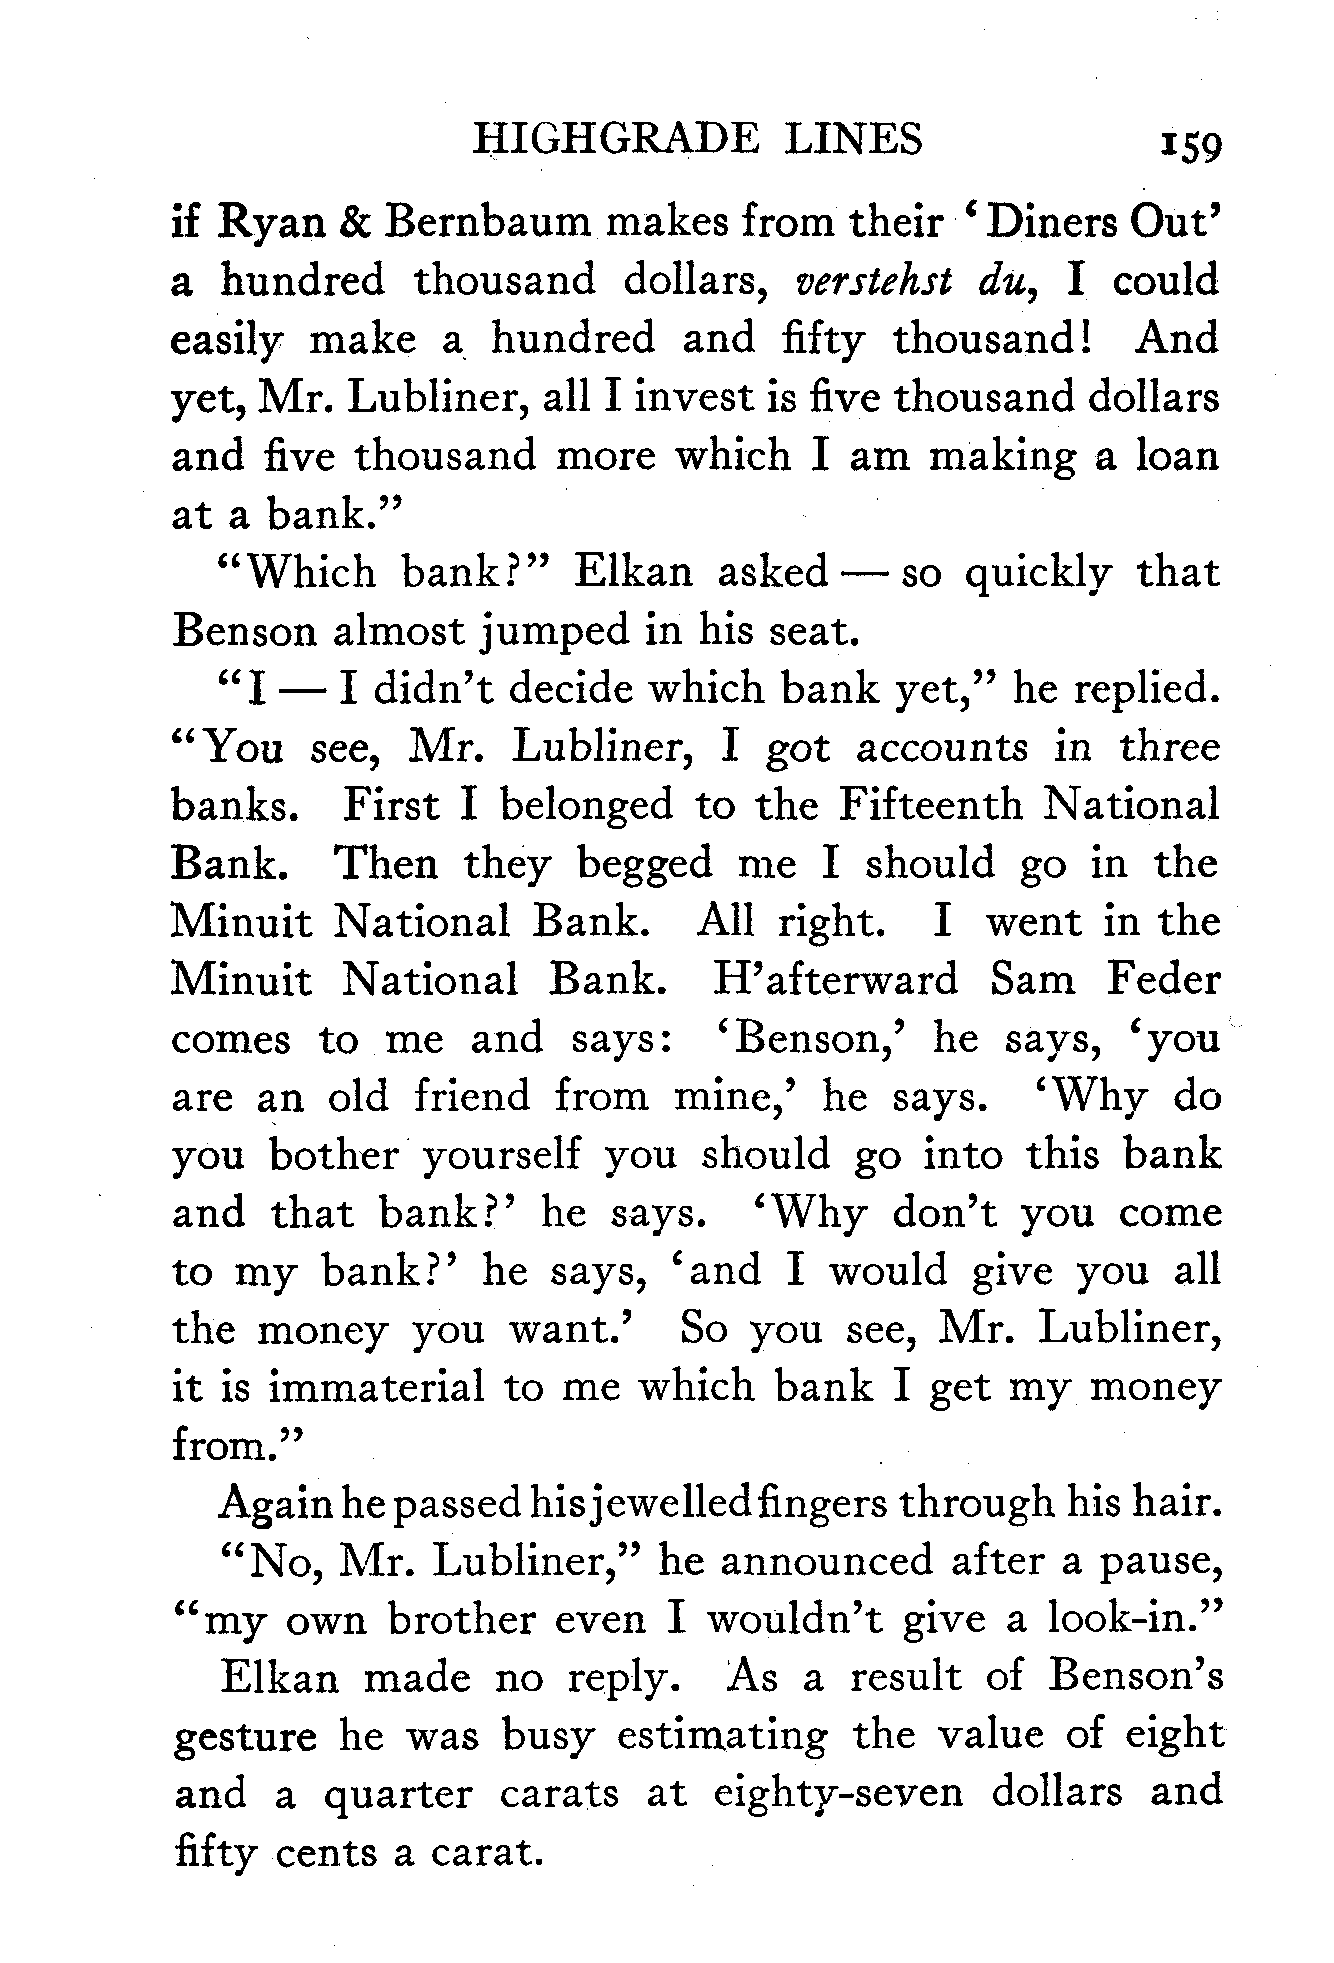 HIGHGRADE LINES 159
if Ryan & Bernbaum makes from their ‘Diners Out’
a hundred thousand dollars, verstehst du, I could
easily make a hundred and fifty thousand! And
yet, Mr. Lubliner, all I invest is five thousand dollars
and five thousand more which I am making a loan
at a bank.”
“Which bank?” Elkan asked — so quickly that
Benson almost jumped in his seat.
“I — I didn’t decide which bank yet,” he replied.
“You see, Mr. Lubliner, I got accounts in three
banks. First I belonged to the Fifteenth National
Bank. Then they begged me I should go in the
Minuit National Bank. All right. I went in the
Minuit National Bank. H’afterward Sam Feder
comes to me and says: ‘Benson,’ he says, ‘you
are an old friend from mine,’ he says. ‘Why do
you bother yourself you should go into this bank
and that bank?’ he says. ‘Why don’t you come
to my bank?’ he says, ‘and I would give you all
the money you want.’ So you see, Mr. Lubliner,
it is immaterial to me which bank I get my money
from.”
Again he passed his jewelled fingers through his hair.
“No, Mr. Lubliner,” he announced after a pause,
“my own brother even I wouldn’t give a look-in.”
Elkan made no reply. As a result of Benson’s
gesture he was busy estimating the value of eight
and a quarter carats at eighty-seven dollars and
fifty cents a carat.